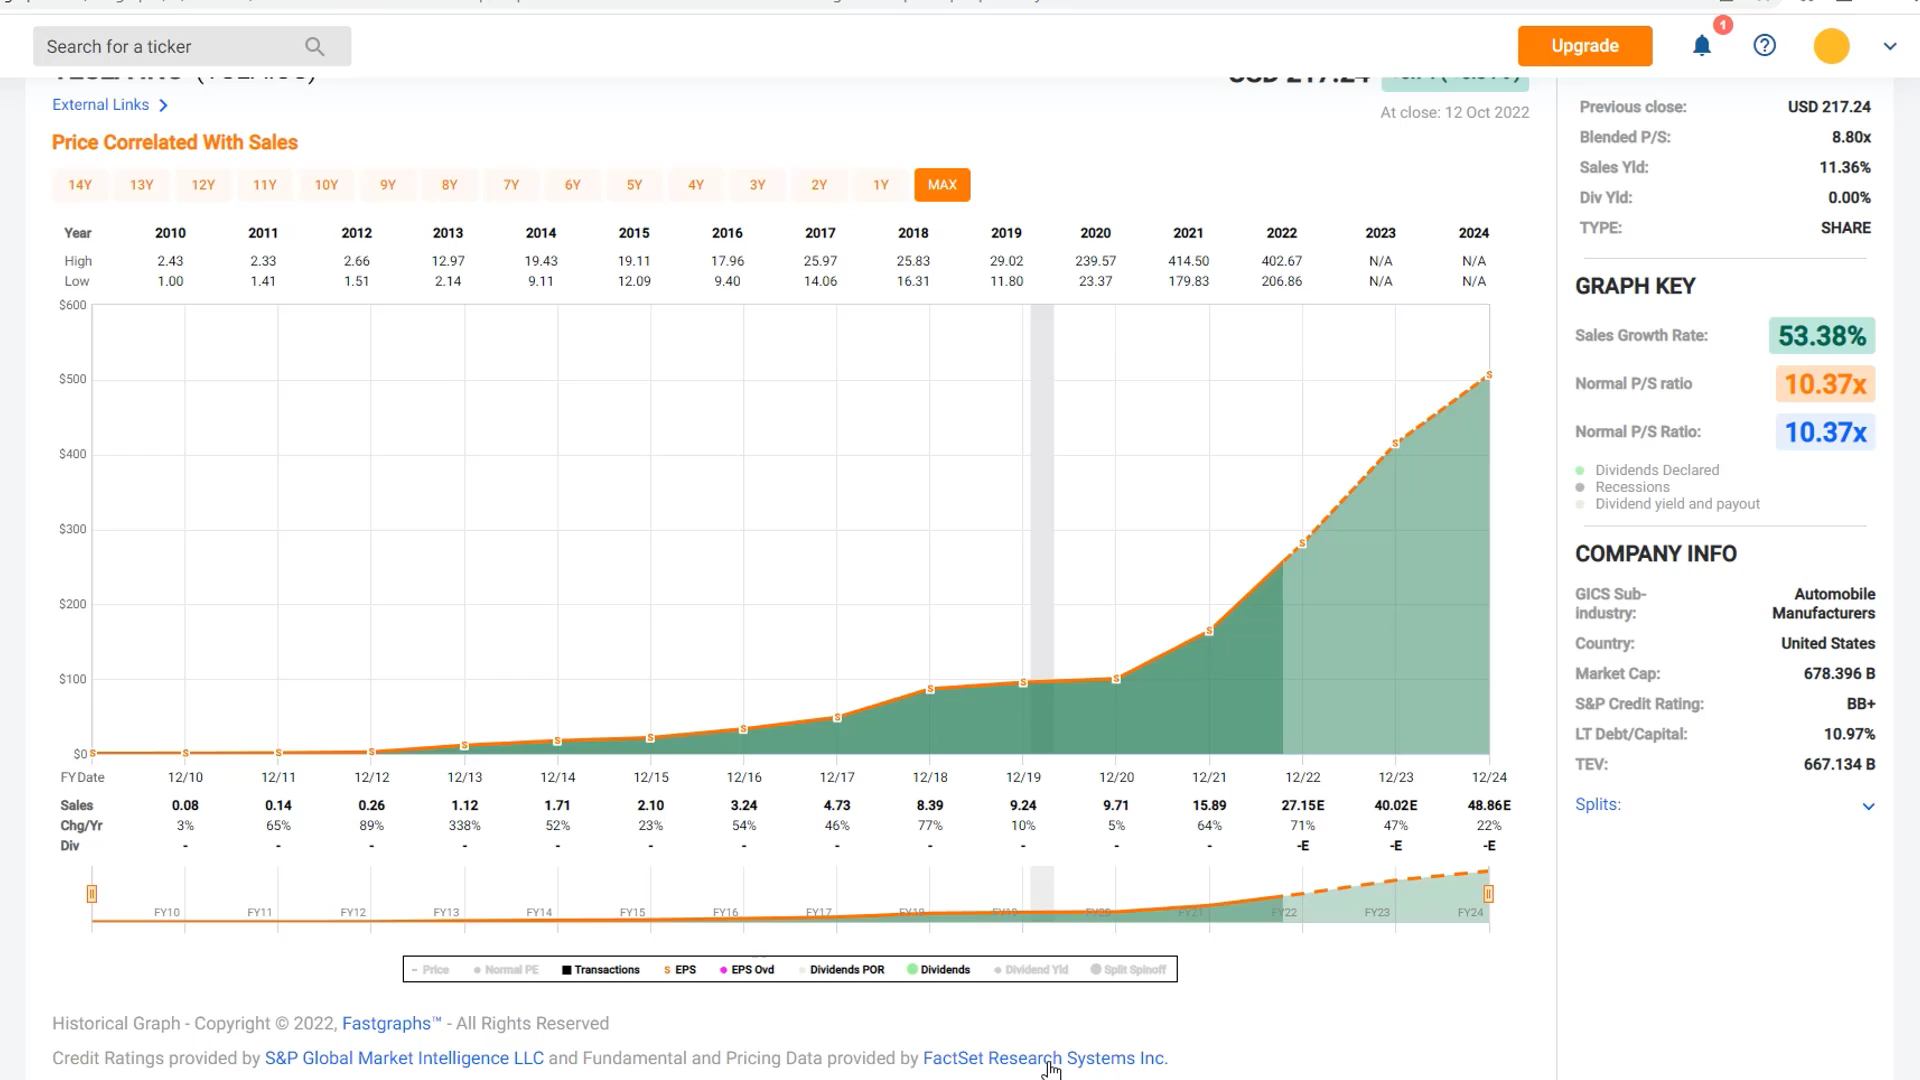 Search for a ticker
Upgrade
1
External Links
At close: 12 Oct 2022
Price Correlated With Sales
14Y 13Y 12Y 11Y 10Y 9Y 8Y 7Y 6Y 5Y 4Y 3Y 2Y 1Y MAX
Year 2010 2011 2012 2013 2014 2015 2016 2017 2018 2019 2020 2021 2022 2023 2024
High 2.43 2.33 2.66 12.97 19.43 19.11 17.96 25.97 25.83 29.02 239.57 414.50 402.67 N/A N/A
Low 1.00 1.41 1.51 2.14 9.11 12.09 9.40 14.06 16.31 11.80 23.37 179.83 206.86 N/A N/A
$600
$500
$400
$300
$200
$100
$0
FYDate 12/10 12/11 12/12 12/13 12/14 12/15 12/16 12/17 12/18 12/19 12/20 12/21 12/22 12/23 12/24
Sales 0.08 0.14 0.26 1.12 1.71 2.10 3.24 4.73 8.39 9.24 9.71 15.89 27.15E 40.02E 48.86E
Chg/Yr 3% 65% 89% 338% 52% 23% 54% 46% 77% 10% 5% 64% 71% 47% 22%
Div - - - - - - - - - - - - -E -E -E
FY10 FY11 FY12 FY13 FY14 FY15 FY16 FY17 FY18 FY19 FY20 FY21 FY22 FY23 FY24
Price Normal PE Transactions S EPS EPS Ovd Dividends POR Dividends Dividend Yld Split Spinoff
Historical Graph - Copyright © 2022, Fastgraphs™ - All Rights Reserved
Credit Ratings provided by S&P Global Market Intelligence LLC and Fundamental and Pricing Data provided by FactSet Research Systems Inc.
Previous close: USD 217.24
Blended P/S: 8.80x
Sales Yld: 11.36%
Div Yld: 0.00%
TYPE: SHARE
GRAPH KEY
Sales Growth Rate: 53.38%
Normal P/S ratio 10.37x
Normal P/S Ratio: 10.37x
Dividends Declared
Recessions
Dividend yield and payout
COMPANY INFO
GICS Sub-
industry:
Automobile
Manufacturers
Country: United States
Market Cap: 678.396 B
S&P Credit Rating: BB+
LT Debt/Capital: 10.97%
TEV: 667.134 B
Splits: